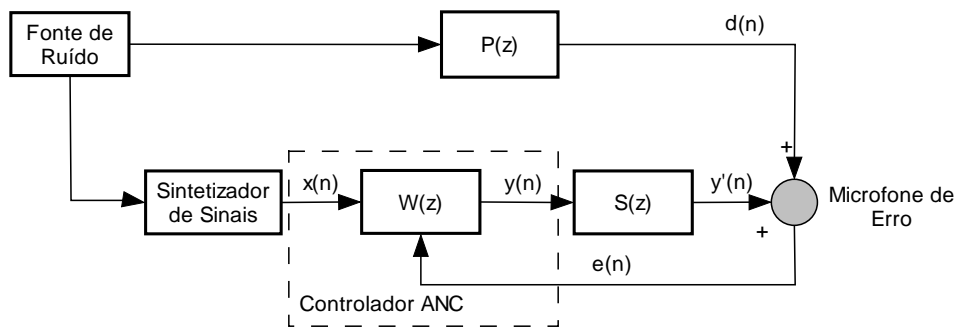 Fonte de
Ruído
P(z)
d(n)
+
Sintetizador
de Sinais
x(n)
W(z)
y(n)
S(z)
y'(n)
+
Microfone de
Erro
e(n)
Controlador ANC